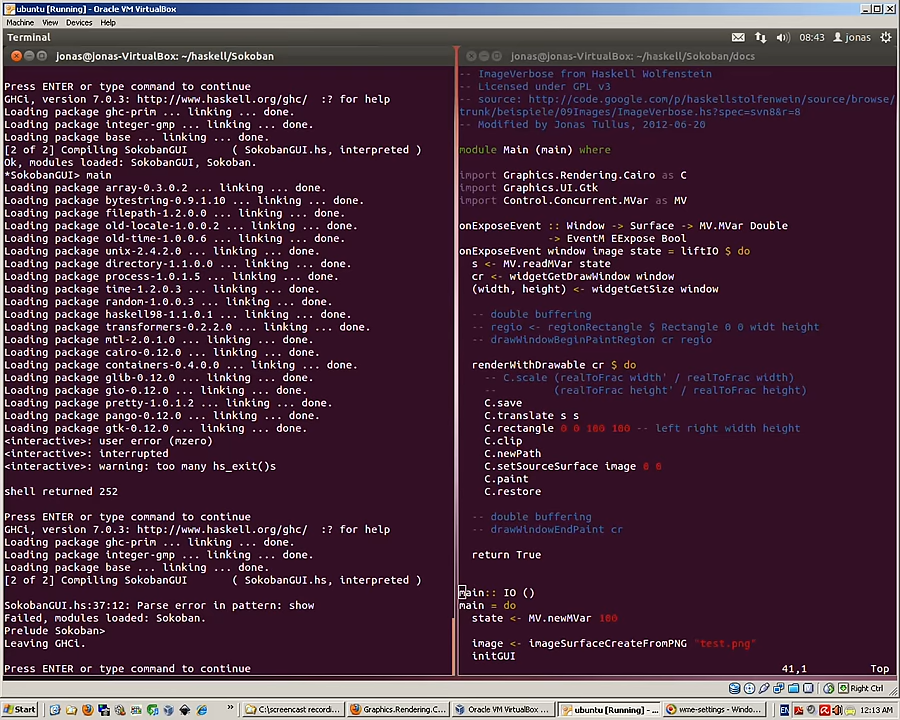 ubuntu [Running] - Oracle VM VirtualBox
Machine View Devices Help
Terminal 08:43 jonas
jonas@jonas-VirtualBox: ~/haskell/Sokoban
Press ENTER or type command to continue
GHCi, version 7.0.3: http://www.haskell.org/ghc/  :? for help
Loading package ghc-prim ... linking ... done.
Loading package integer-gmp ... linking ... done.
Loading package base ... linking ... done.
[2 of 2] Compiling SokobanGUI       ( SokobanGUI.hs, interpreted )
Ok, modules loaded: SokobanGUI, Sokoban.
*SokobanGUI> main
Loading package array-0.3.0.2 ... linking ... done.
Loading package bytestring-0.9.1.10 ... linking ... done.
Loading package filepath-1.2.0.0 ... linking ... done.
Loading package old-locale-1.0.0.2 ... linking ... done.
Loading package old-time-1.0.0.6 ... linking ... done.
Loading package unix-2.4.2.0 ... linking ... done.
Loading package directory-1.1.0.0 ... linking ... done.
Loading package process-1.0.1.5 ... linking ... done.
Loading package time-1.2.0.3 ... linking ... done.
Loading package random-1.0.0.3 ... linking ... done.
Loading package haskell98-1.1.0.1 ... linking ... done.
Loading package transformers-0.2.2.0 ... linking ... done.
Loading package mtl-2.0.1.0 ... linking ... done.
Loading package cairo-0.12.0 ... linking ... done.
Loading package containers-0.4.0.0 ... linking ... done.
Loading package glib-0.12.0 ... linking ... done.
Loading package gio-0.12.0 ... linking ... done.
Loading package pretty-1.0.1.2 ... linking ... done.
Loading package pango-0.12.0 ... linking ... done.
Loading package gtk-0.12.0 ... linking ... done.
<interactive>: user error (mzero)
<interactive>: interrupted
<interactive>: warning: too many hs_exit()s
shell returned 252
Press ENTER or type command to continue
GHCi, version 7.0.3: http://www.haskell.org/ghc/  :? for help
Loading package ghc-prim ... linking ... done.
Loading package integer-gmp ... linking ... done.
Loading package base ... linking ... done.
[2 of 2] Compiling SokobanGUI       ( SokobanGUI.hs, interpreted )
SokobanGUI.hs:37:12: Parse error in pattern: show
Failed, modules loaded: Sokoban.
Prelude Sokoban>
Leaving GHCi.
Press ENTER or type command to continue
jonas@jonas-VirtualBox: ~/haskell/Sokoban/docs
-- ImageVerbose from Haskell Wolfenstein
-- Licensed under GPL v3
-- source: http://code.google.com/p/haskellstolfenwein/source/browse/
trunk/beispiele/09Images/ImageVerbose.hs?spec=svn8&r=8
-- Modified by Jonas Tullus, 2012-06-20
module Main (main) where
import Graphics.Rendering.Cairo as C
import Graphics.UI.Gtk
import Control.Concurrent.MVar as MV
onExposeEvent :: Window -> Surface -> MV.MVar Double
-> EventM EExpose Bool
onExposeEvent window image state = liftIO $ do
s <- MV.readMVar state
cr <- widgetGetDrawWindow window
(width, height) <- widgetGetSize window
-- double buffering
-- regio <- regionRectangle $ Rectangle 0 0 widt height
-- drawWindowBeginPaintRegion cr regio
renderWithDrawable cr $ do
-- C.scale (realToFrac width' / realToFrac width)
--         (realToFrac height' / realToFrac height)
C.save
C.translate s s
C.rectangle 0 0 100 100 -- left right width height
C.clip
C.newPath
C.setSourceSurface image 0 0
C.paint
C.restore
-- double buffering
-- drawWindowEndPaint cr
return True
main:: IO ()
main = do
state <- MV.newMVar 100
image <- imageSurfaceCreateFromPNG "test.png"
initGUI
41,1 Top
Right Ctrl
Start » C:\screencast recordi... Graphics.Rendering.C... Oracle VM VirtualBox ... ubuntu [Running] - ... wme-settings - Windo... EN 12:13 AM